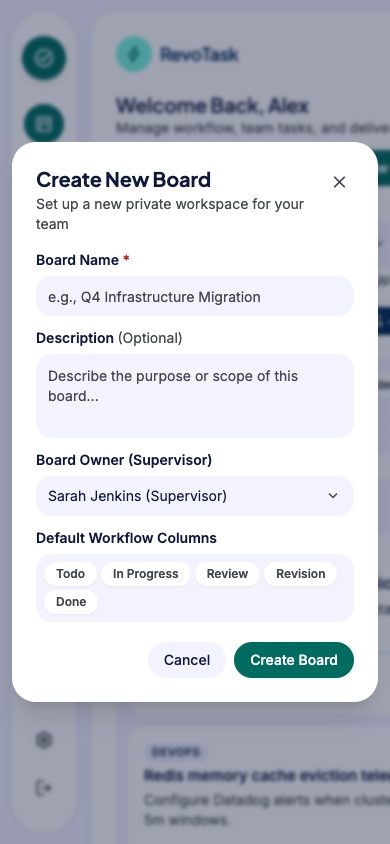 RevoTask
Welcome Back, Alex
Manage workflow, team tasks, and delive
Create New Board
Set up a new private workspace for your
team
Board Name *
e.g., Q4 Infrastructure Migration
Description (Optional)
Describe the purpose or scope of this
board...
Board Owner (Supervisor)
Sarah Jenkins (Supervisor)
Default Workflow Columns
Todo
In Progress
Review
Revision
Done
Cancel
Create Board
DEVOPS
Redis memory cache eviction tele
Configure Datadog alerts when cluste
5m windows.